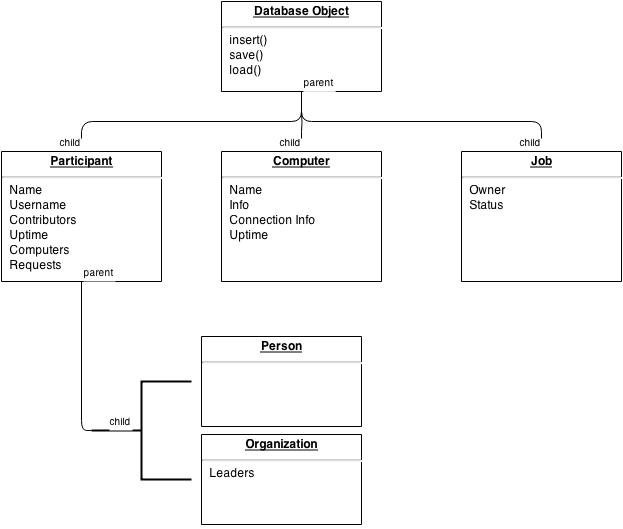 Database Object
insert()
save()
load()
parent
child
child
child
Participant
Name
Username
Contributors
Uptime
Computers
Requests
parent
Computer
Name
Info
Connection Info
Uptime
Job
Owner
Status
child
Person
Organization
Leaders